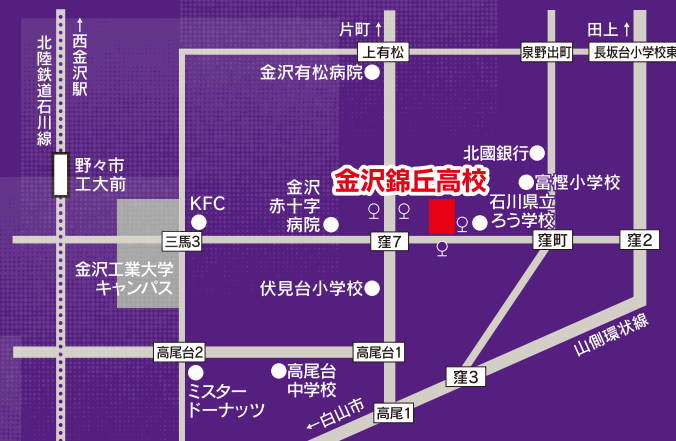 片町↑
田上↑
↑西金沢駅
北陸鉄道石川線
上有松
泉野出町
長坂台小学校東
金沢有松病院
野々市
工大前
北國銀行
金沢錦丘高校
富樫小学校
KFC
金沢
赤十字
病院
石川県立
ろう学校
三馬3
窪7
窪町
窪2
金沢工業大学
キャンパス
伏見台小学校
山側環状線
高尾台2
高尾台1
高尾台
中学校
窪3
ミスター
ドーナッツ
←白山市
高尾1